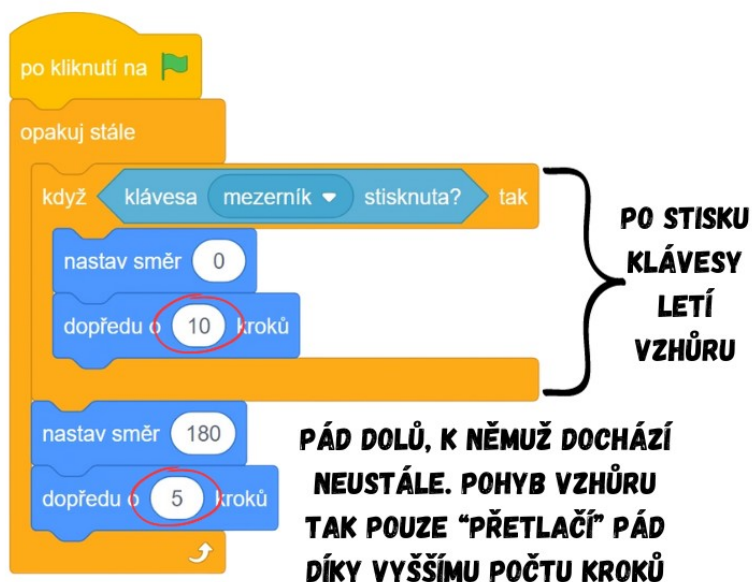 po kliknutí na
opakuj stále
když klávesa mezerník stisknuta? tak
nastav směr 0
dopředu o 10 kroků
nastav směr 180
dopředu o 5 kroků
PO STISKU
KLÁVESY
LETÍ
VZHŮRU
PÁD DOLŮ, K NĚMUŽ DOCHÁZÍ
NEUSTÁLE. POHYB VZHŮRU
TAK POUZE “PŘETLAČÍ” PÁD
DÍKY VYŠŠÍMU POČTU KROKŮ